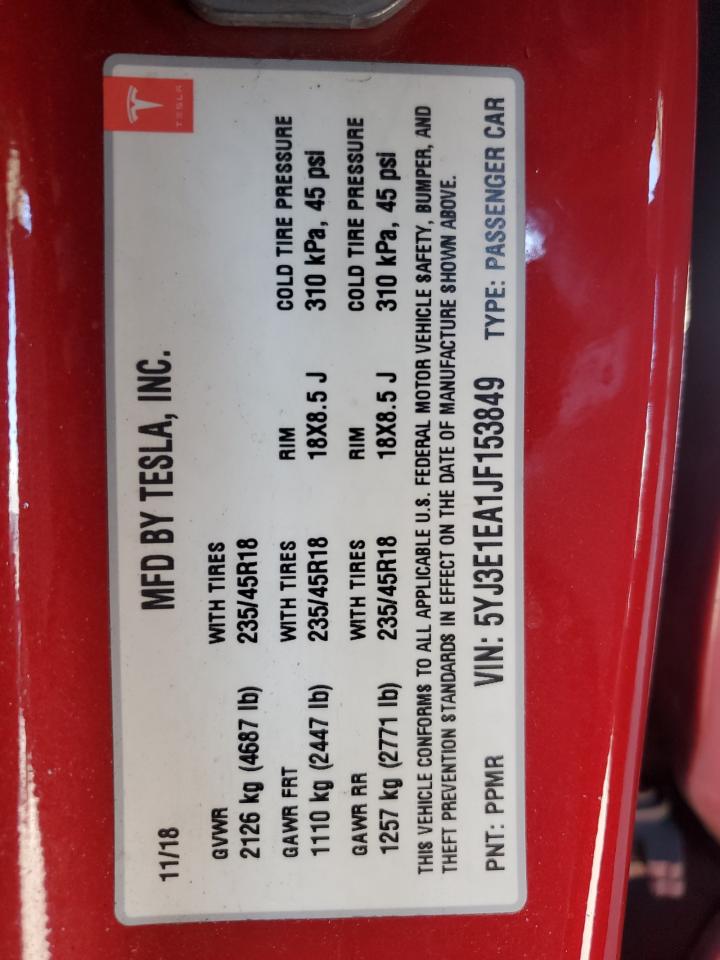 TESLA
MFD BY TESLA, INC.
11/18
GVWR WITH TIRES
2126 kg (4687 lb) 235/45R18
GAWR FRT WITH TIRES RIM COLD TIRE PRESSURE
1110 kg (2447 lb) 235/45R18 18X8.5 J 310 kPa, 45 psi
GAWR RR WITH TIRES RIM COLD TIRE PRESSURE
1257 kg (2771 lb) 235/45R18 18X8.5 J 310 kPa, 45 psi
THIS VEHICLE CONFORMS TO ALL APPLICABLE U.S. FEDERAL MOTOR VEHICLE SAFETY, BUMPER, AND
THEFT PREVENTION STANDARDS IN EFFECT ON THE DATE OF MANUFACTURE SHOWN ABOVE.
PNT: PPMR VIN: 5YJ3E1EA1JF153849 TYPE: PASSENGER CAR